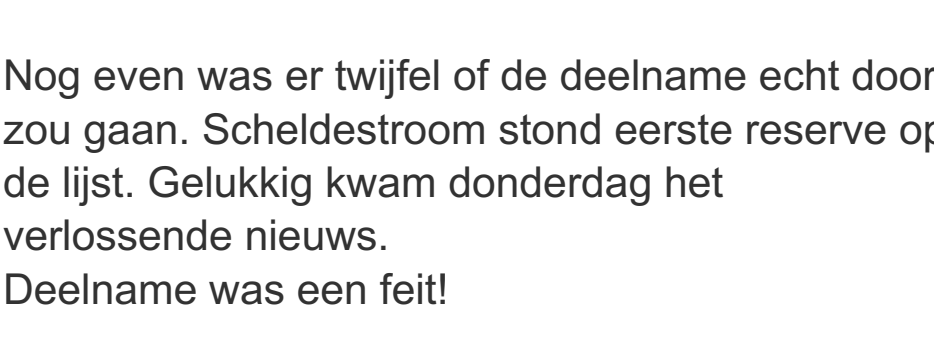 Nog even was er twijfel of de deelname echt door
zou gaan. Scheldestroom stond eerste reserve op
de lijst. Gelukkig kwam donderdag het
verlossende nieuws.
Deelname was een feit!